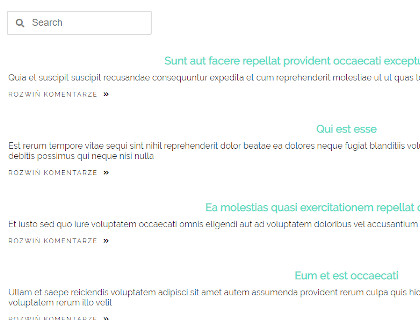 Search
Sunt aut facere repellat provident occaecati except
Quia et suscipit suscipit recusandae consequuntur expedita et cum reprehenderit molestiae ut ut quas
ROZWIŃ KOMENTARZE »
Qui est esse
Est rerum tempore vitae sequi sint nihil reprehenderit dolor beatae ea dolores neque fugiat blanditiis
debitis possimus qui neque nisi nulla
ROZWIŃ KOMENTARZE »
Ea molestias quasi exercitationem repellat
Et iusto sed quo iure voluptatem occaecati omnis eligendi aut ad voluptatem doloribus vel accusantium
ROZWIŃ KOMENTARZE »
Eum et est occaecati
Ullam et saepe reiciendis voluptatem adipisci sit amet autem assumenda provident rerum culpa quis
voluptatem rerum illo velit
ROZWIŃ KOMENTARZE »